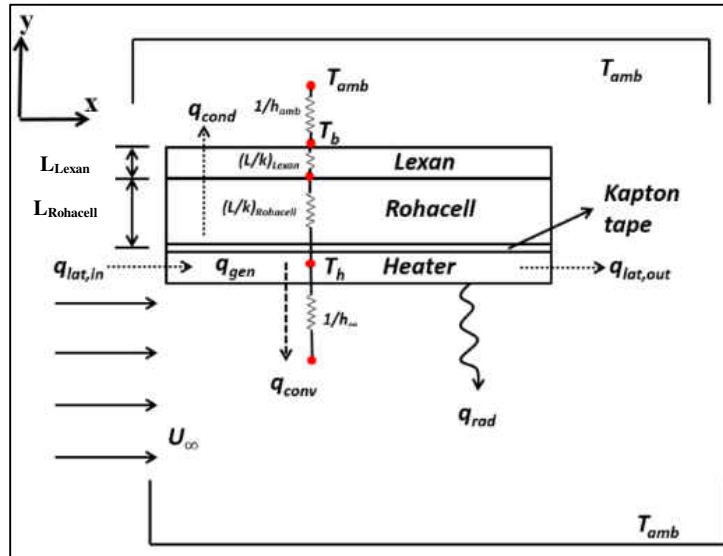 y
x
T_amb
T_amb
1/h_amb
q_cond
T_b
L_Lexan
(L/k)_Lexan
Lexan
L_Rohacell
(L/k)_Rohacell
Rohacell
Kapton
tape
q_lat,in
q_gen
T_h
Heater
q_lat,out
1/h_∞
q_conv
q_rad
U_∞
T_amb